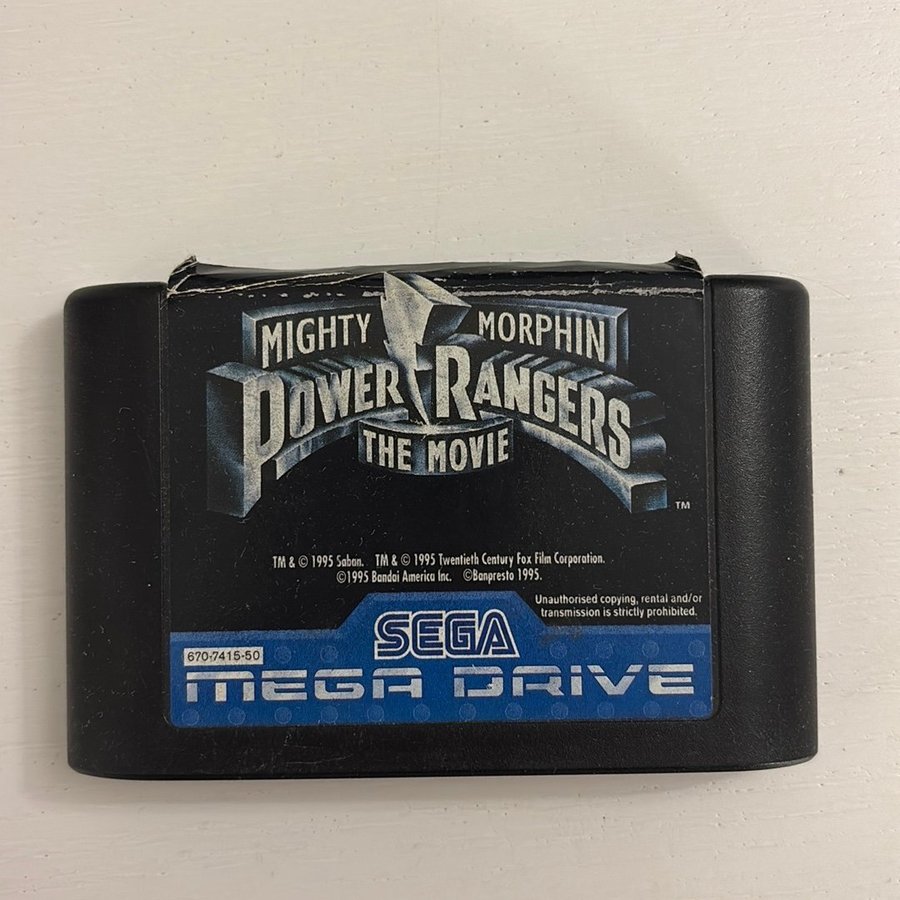 MIGHTY MORPHIN
POWER RANGERS
THE MOVIE
TM
TM & © 1995 Saban. TM & © 1995 Twentieth Century Fox Film Corporation.
©1995 Bandai America Inc. ©Banpresto 1995.
Unauthorised copying, rental and/or
transmission is strictly prohibited.
SEGA
670-7415-50
MEGA DRIVE